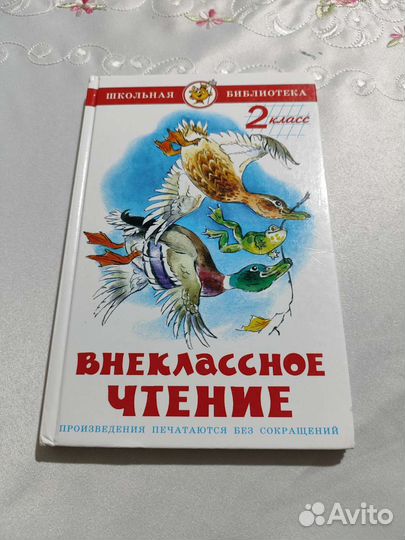 ШКОЛЬНАЯ БИБЛИОТЕКА
2 класс
ВНЕКЛАССНОЕ
ЧТЕНИЕ
ПРОИЗВЕДЕНИЯ ПЕЧАТАЮТСЯ БЕЗ СОКРАЩЕНИЙ
Avito